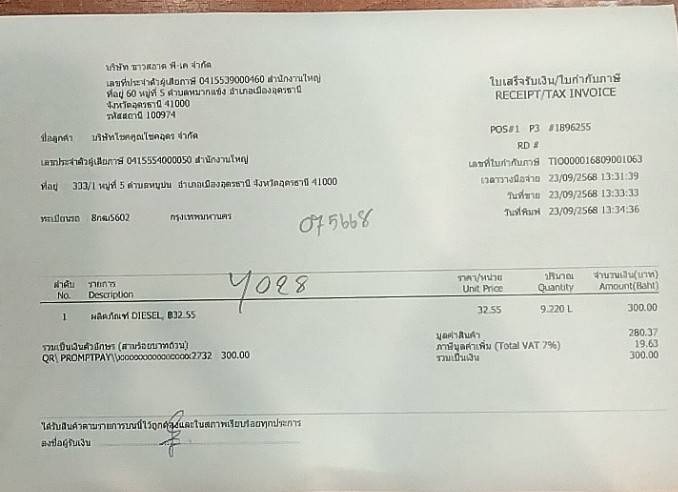 บริษัท ชาวสอาด พี-เค จำกัด
เลขที่ประจำตัวผู้เสียภาษี 0415539000460 สำนักงานใหญ่
ที่อยู่ 60 หมู่ที่ 5 ตำบลหมากแข้ง อำเภอเมืองอุดรธานี
จังหวัดอุดรธานี 41000
รหัสสถานี 100974
ใบเสร็จรับเงิน/ใบกำกับภาษี
RECEIPT/TAX INVOICE
POS#1 P3 #1896255
RD #
ชื่อลูกค้า บริษัทโชคคูณโชคอุดร จำกัด
เลขประจำตัวผู้เสียภาษี 0415554000050 สำนักงานใหญ่
เลขที่ใบกำกับภาษี TI0000016809001063
เวลาวางมือจ่าย 23/09/2568 13:31:39
ที่อยู่ 333/1 หมู่ที่ 5 ตำบลหมูม่น อำเภอเมืองอุดรธานี จังหวัดอุดรธานี 41000
วันที่ขาย 23/09/2568 13:33:33
วันที่พิมพ์ 23/09/2568 13:34:36
ทะเบียนรถ 8กฒ5602 กรุงเทพมหานคร
075668
4028
ลำดับ รายการ ราคา/หน่วย ปริมาณ จำนวนเงิน(บาท)
No. Description Unit Price Quantity Amount(Baht)
1 ผลิตภัณฑ์ DIESEL, ฿32.55 32.55 9.220 L 300.00
มูลค่าสินค้า 280.37
รวมเป็นเงินตัวอักษร (สามร้อยบาทถ้วน) ภาษีมูลค่าเพิ่ม (Total VAT 7%) 19.63
QR\ PROMPTPAY\\xxxxxxxxxxxxxxxx2732 300.00 รวมเป็นเงิน 300.00
ได้รับสินค้าตามรายการบนนี้ไว้ถูกต้องและในสภาพเรียบร้อยทุกประการ
ลงชื่อผู้รับเงิน